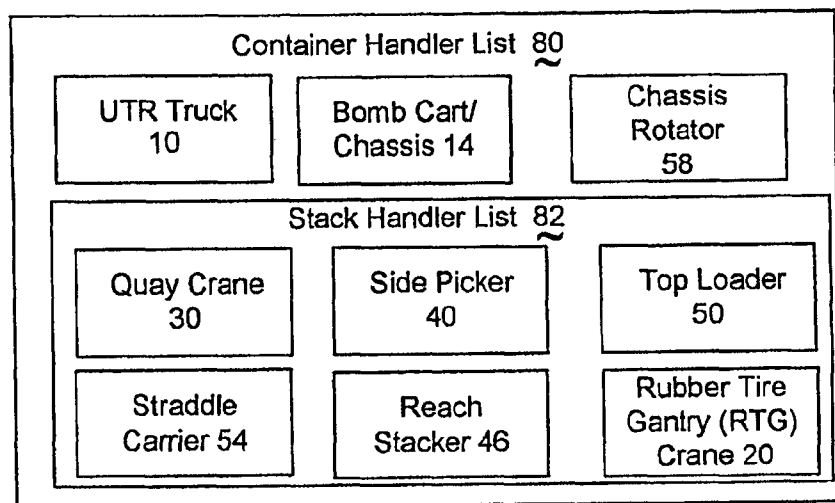 Container Handler List 80
UTR Truck
10
Bomb Cart/
Chassis 14
Chassis
Rotator
58
Stack Handler List 82
Quay Crane
30
Side Picker
40
Top Loader
50
Straddle
Carrier 54
Reach
Stacker 46
Rubber Tire
Gantry (RTG)
Crane 20